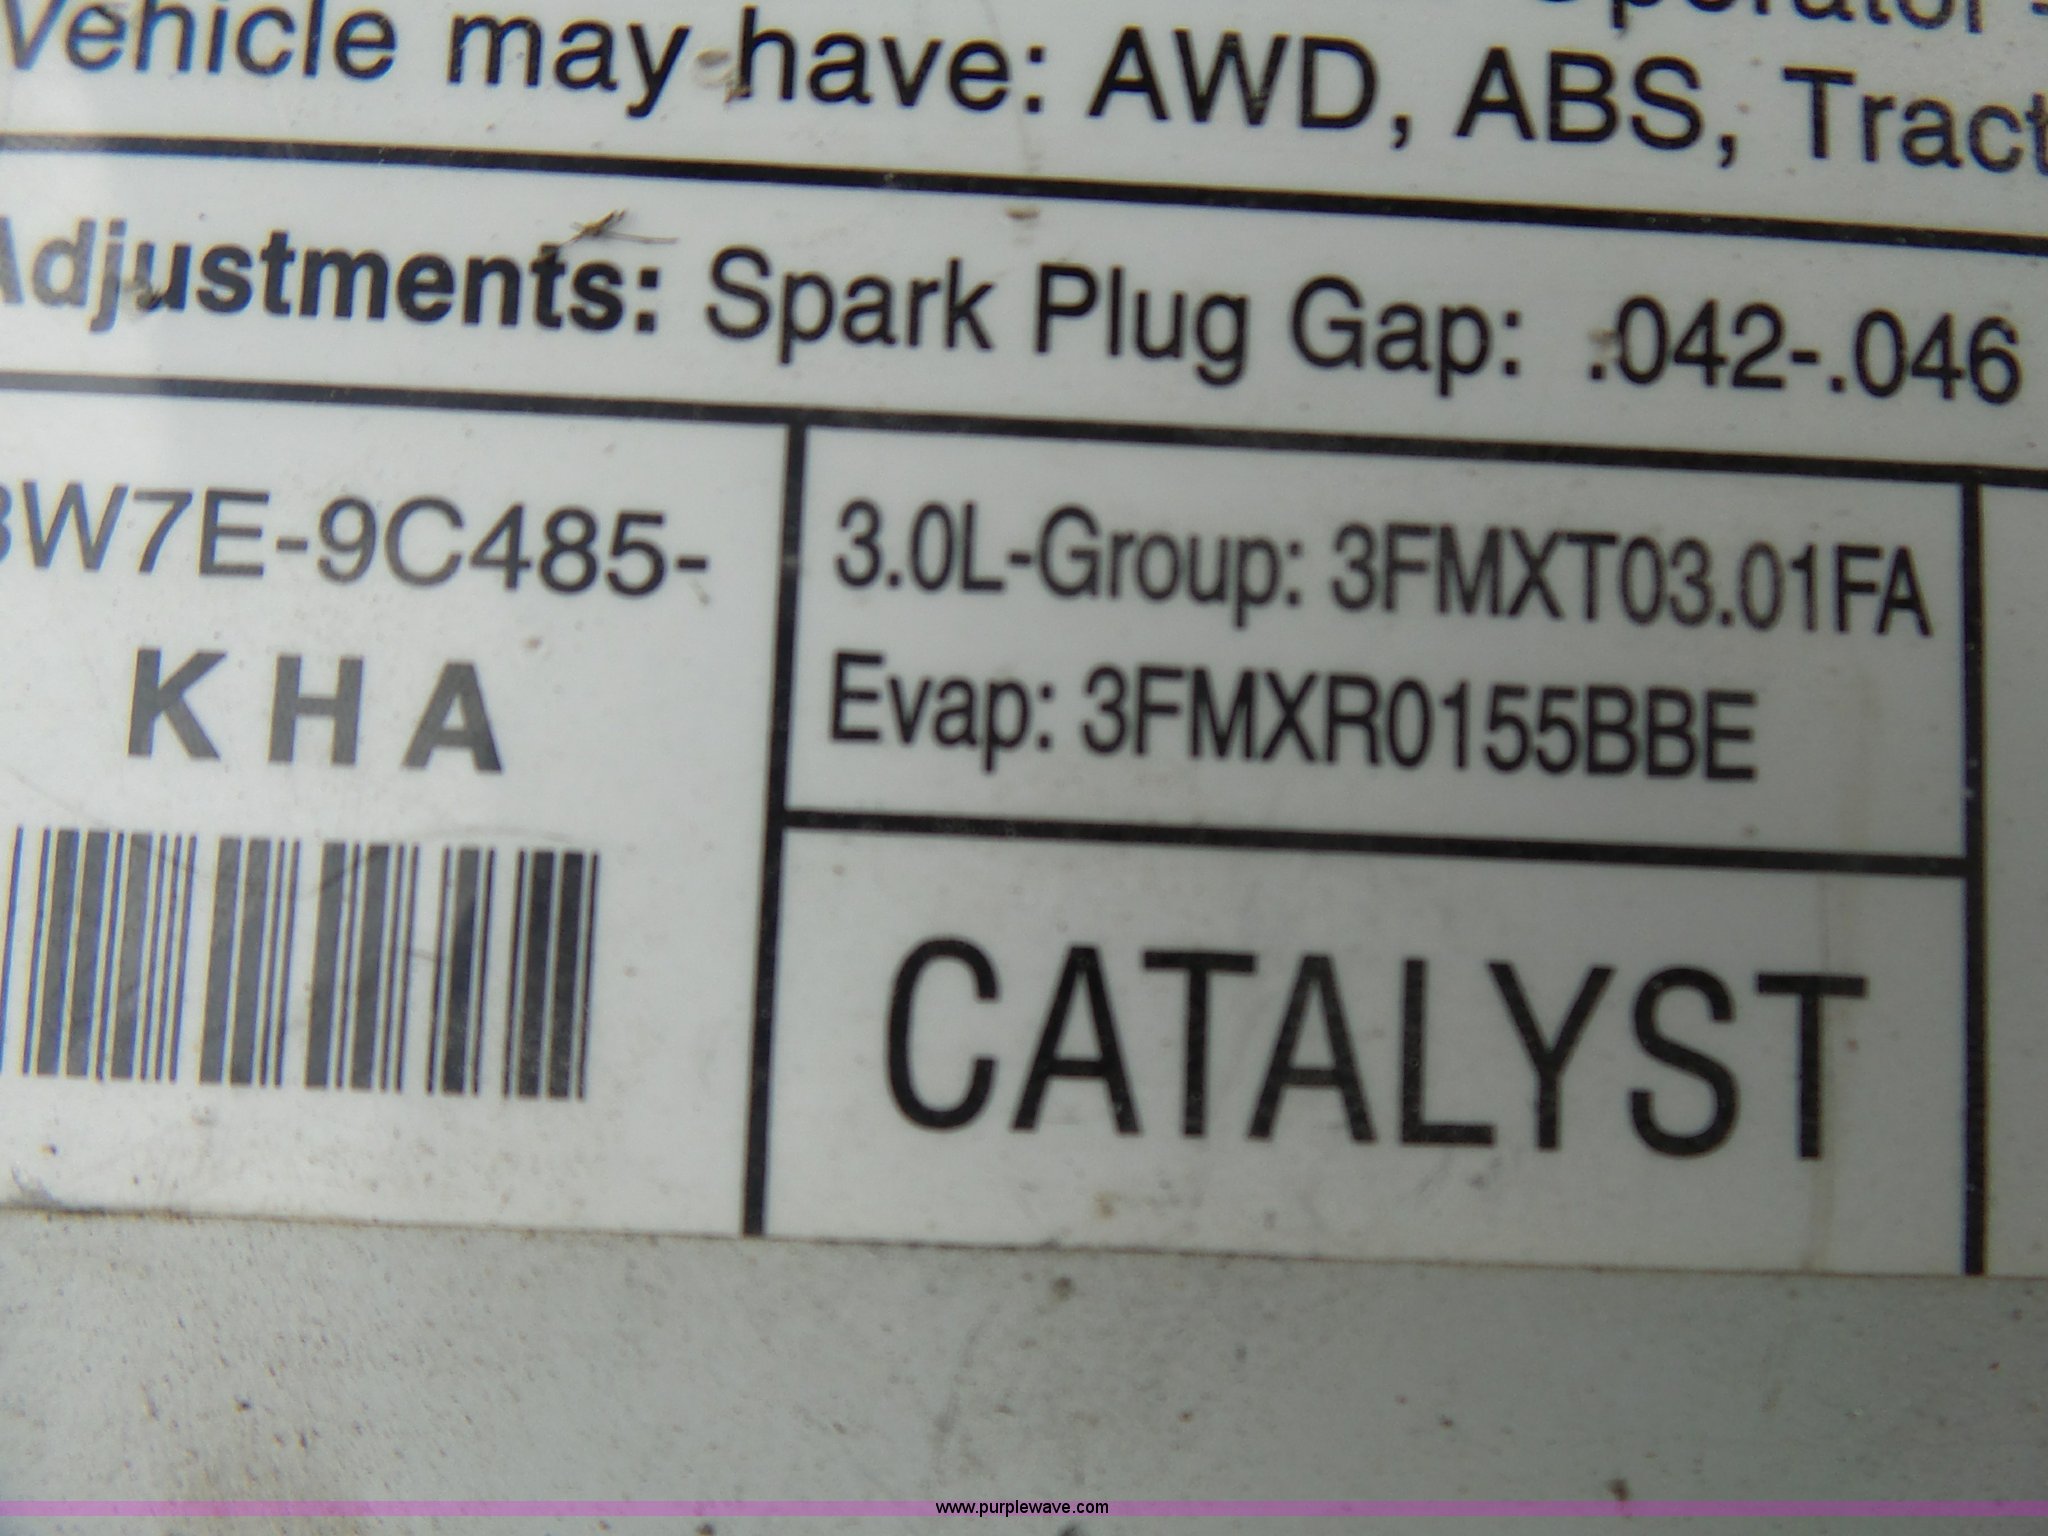 Operator
Vehicle may have: AWD, ABS, Tract
Adjustments: Spark Plug Gap: .042-.046
3W7E-9C485-
KHA
3.0L-Group: 3FMXT03.01FA
Evap: 3FMXR0155BBE
CATALYST
www.purplewave.com